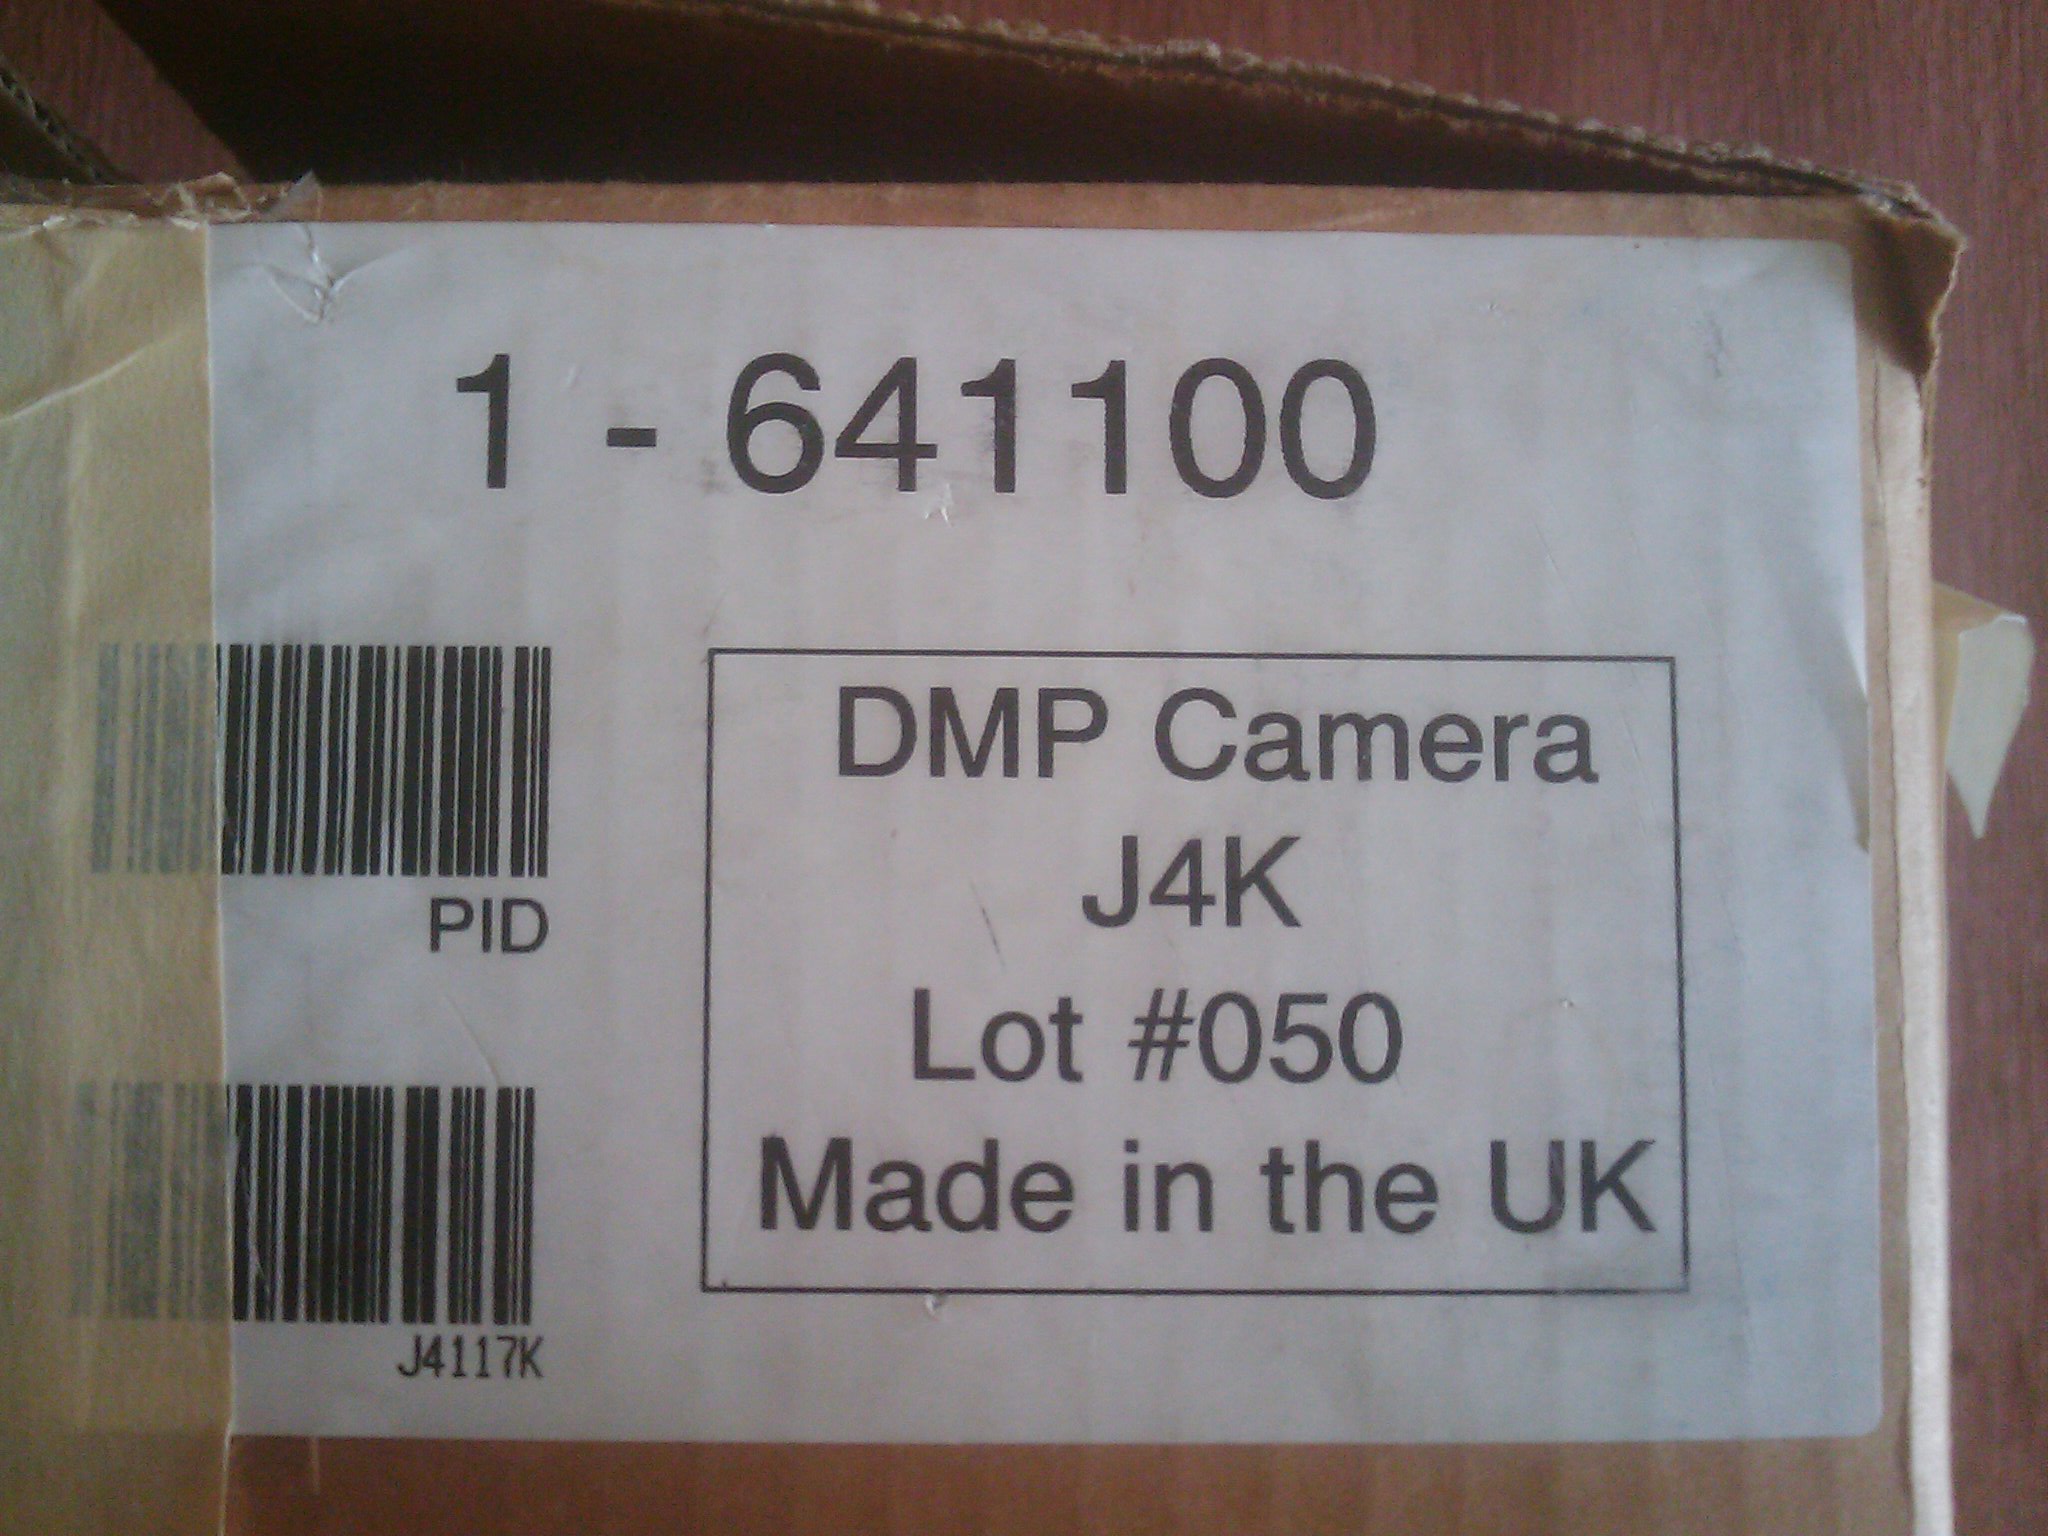 1 - 641100
PID
J4117K
DMP Camera
J4K
Lot #050
Made in the UK